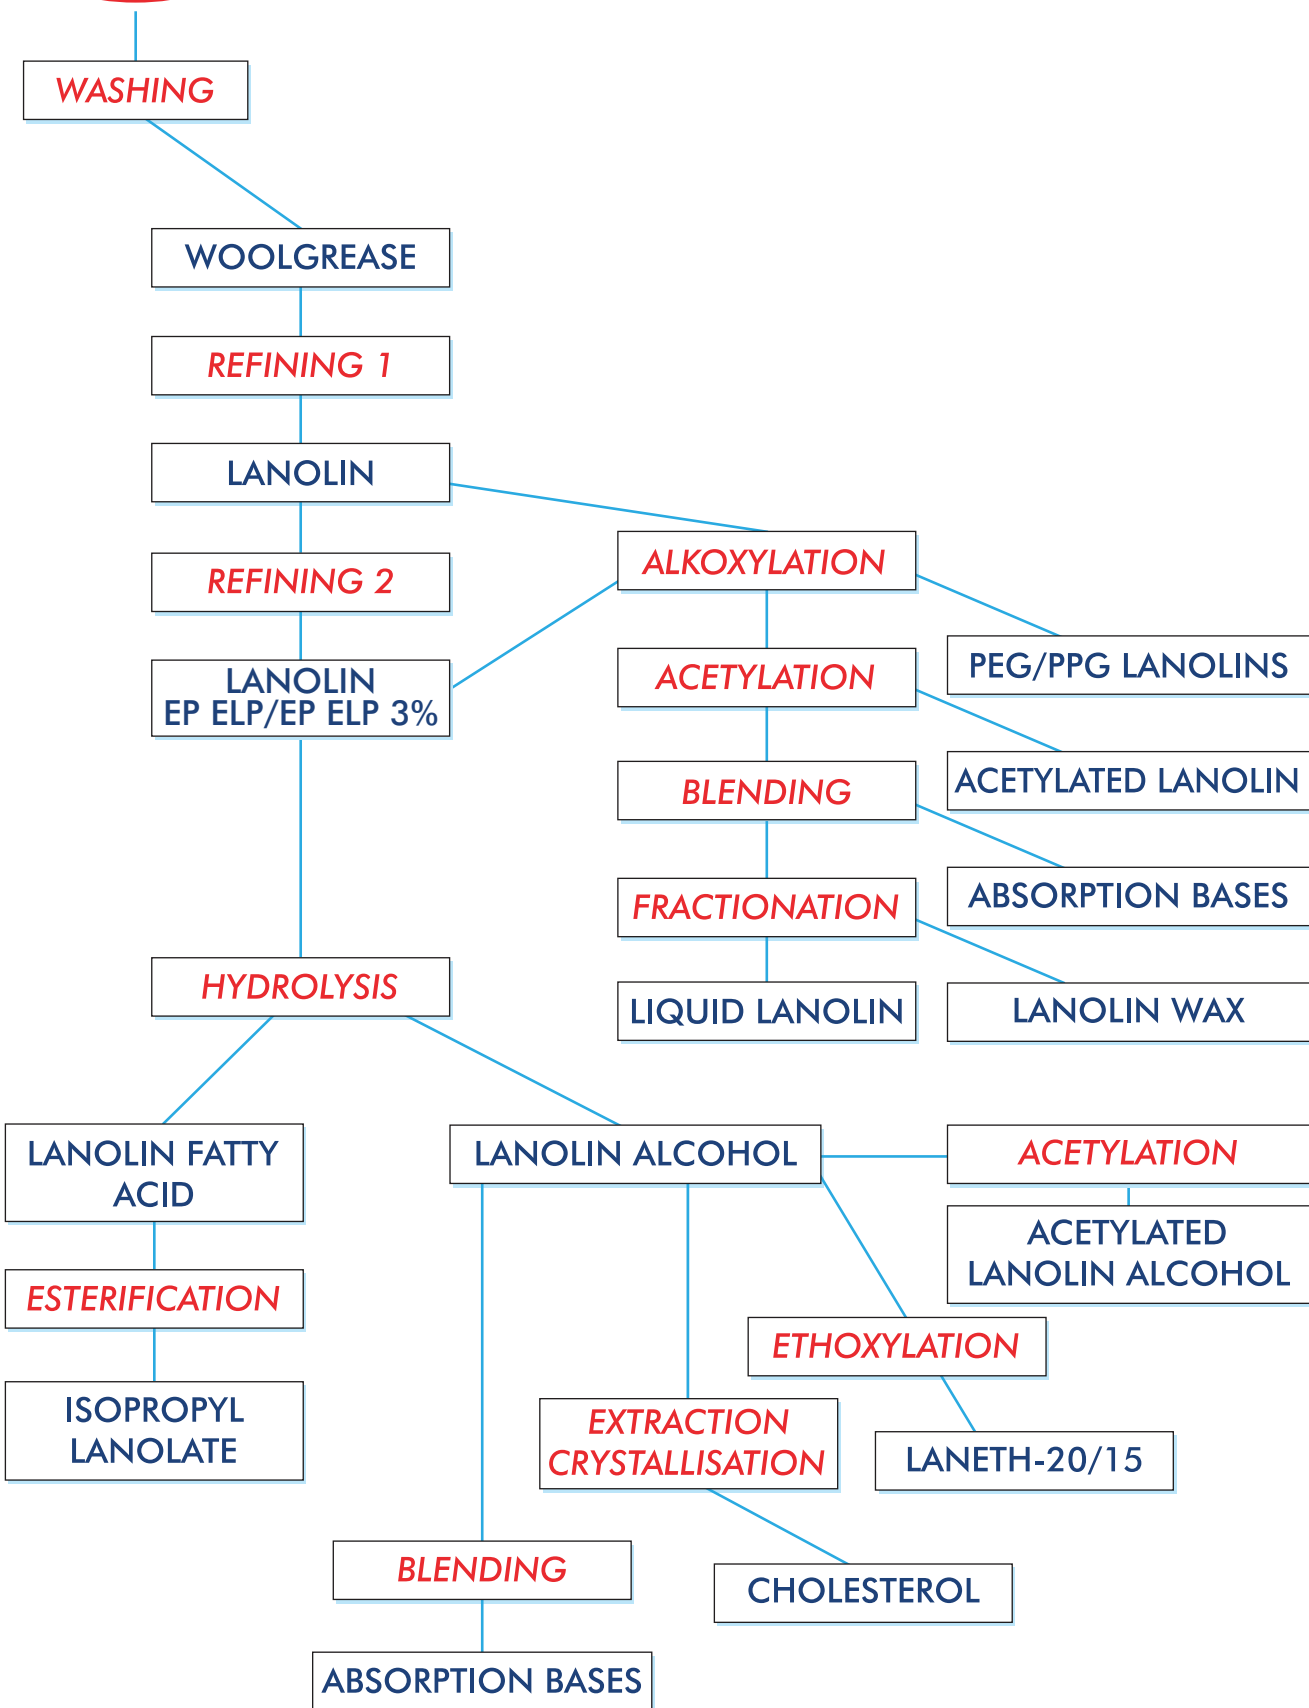 WASHING
WOOLGREASE
REFINING 1
LANOLIN
REFINING 2
ALKOXYLATION
LANOLIN
EP ELP/EP ELP 3%
ACETYLATION
PEG/PPG LANOLINS
BLENDING
ACETYLATED LANOLIN
FRACTIONATION
ABSORPTION BASES
HYDROLYSIS
LIQUID LANOLIN
LANOLIN WAX
LANOLIN FATTY
ACID
LANOLIN ALCOHOL
ACETYLATION
ACETYLATED
LANOLIN ALCOHOL
ESTERIFICATION
ETHOXYLATION
ISOPROPYL
LANOLATE
EXTRACTION
CRYSTALLISATION
LANETH-20/15
BLENDING
CHOLESTEROL
ABSORPTION BASES